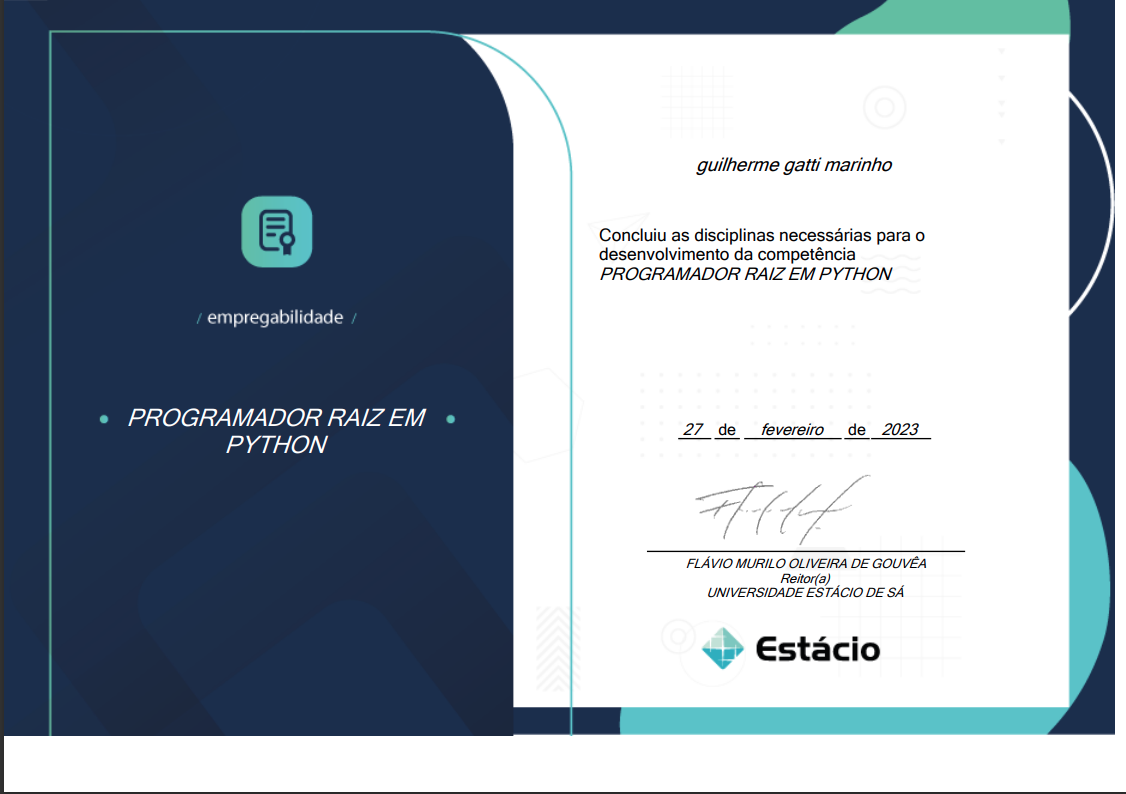 / empregabilidade /
PROGRAMADOR RAIZ EM
PYTHON
guilherme gatti marinho
Concluiu as disciplinas necessárias para o
desenvolvimento da competência
PROGRAMADOR RAIZ EM PYTHON
27 de fevereiro de 2023
FLÁVIO MURILO OLIVEIRA DE GOUVÊA
Reitor(a)
UNIVERSIDADE ESTÁCIO DE SÁ
Estácio